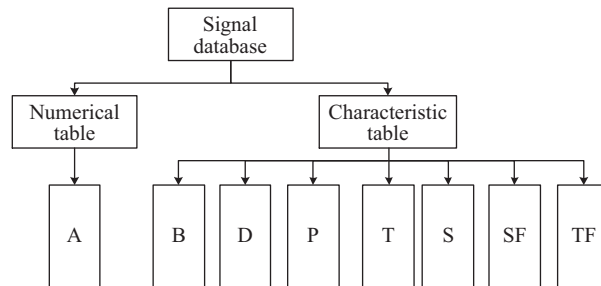 Signal
database
Numerical
table
Characteristic
table
A
B
D
P
T
S
SF
TF